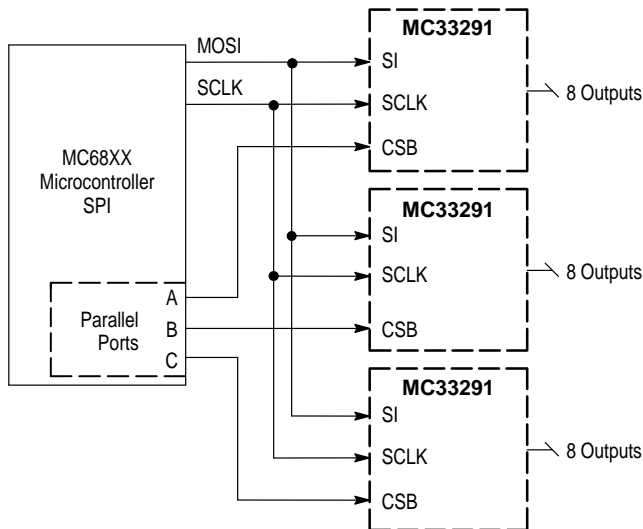 MOSI
SCLK
MC68XX
Microcontroller
SPI
Parallel
Ports
A
B
C
MC33291
SI
SCLK
CSB
8 Outputs
MC33291
SI
SCLK
CSB
8 Outputs
MC33291
SI
SCLK
CSB
8 Outputs